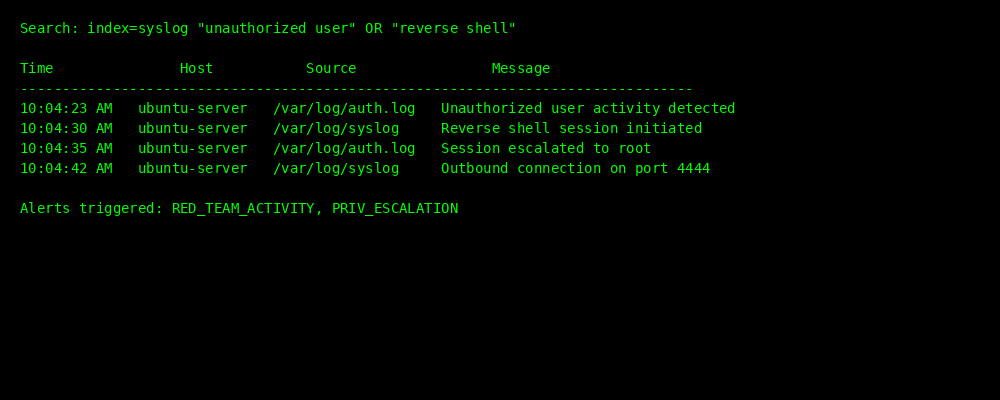 Search: index=syslog "unauthorized user" OR "reverse shell"
Time Host Source Message
--------------------------------------------------------------------------------
10:04:23 AM ubuntu-server /var/log/auth.log Unauthorized user activity detected
10:04:30 AM ubuntu-server /var/log/syslog Reverse shell session initiated
10:04:35 AM ubuntu-server /var/log/auth.log Session escalated to root
10:04:42 AM ubuntu-server /var/log/syslog Outbound connection on port 4444
Alerts triggered: RED_TEAM_ACTIVITY, PRIV_ESCALATION